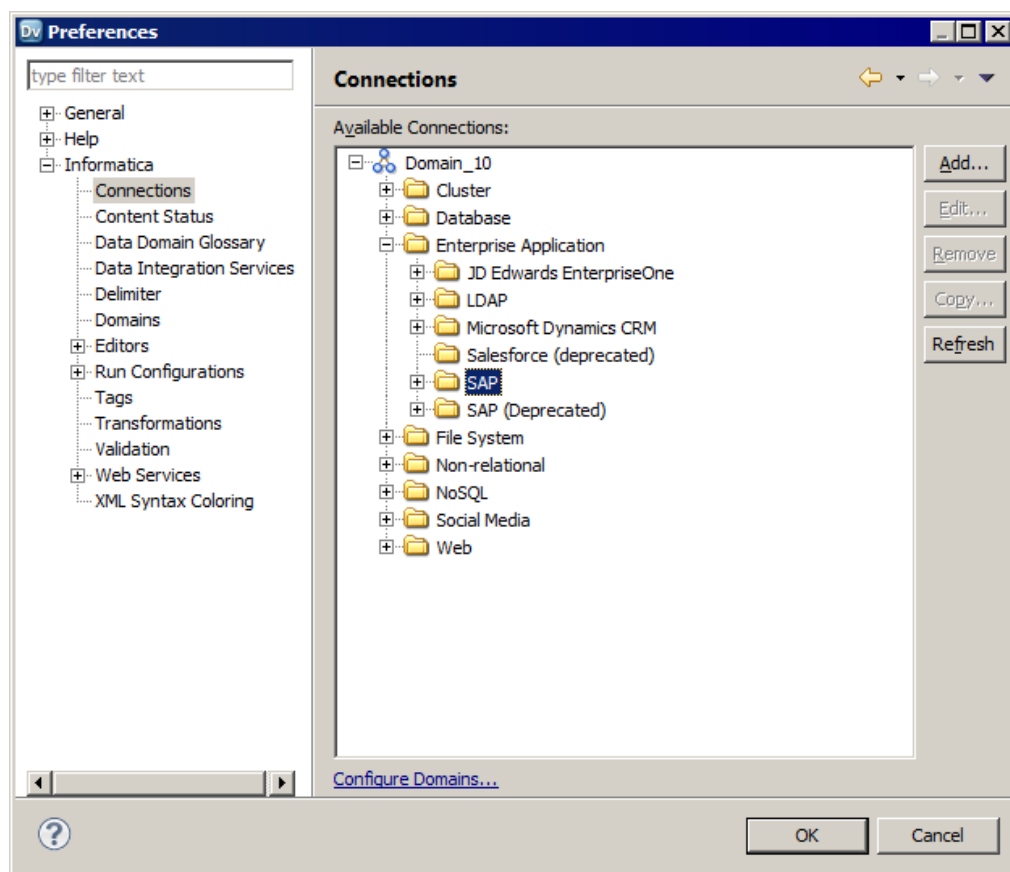 Dv Preferences
type filter text
General
Help
Informatica
Connections
Content Status
Data Domain Glossary
Data Integration Services
Delimiter
Domains
Editors
Run Configurations
Tags
Transformations
Validation
Web Services
XML Syntax Coloring
Connections
Available Connections:
Domain_10
Cluster
Database
Enterprise Application
JD Edwards EnterpriseOne
LDAP
Microsoft Dynamics CRM
Salesforce (deprecated)
SAP
SAP (Deprecated)
File System
Non-relational
NoSQL
Social Media
Web
Add...
Edit...
Remove
Copy...
Refresh
Configure Domains...
?
OK
Cancel